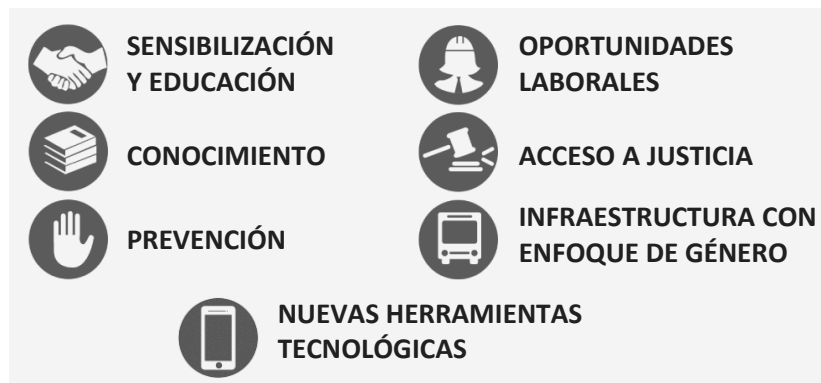 SENSIBILIZACIÓN
Y EDUCACIÓN
OPORTUNIDADES
LABORALES
CONOCIMIENTO
ACCESO A JUSTICIA
PREVENCIÓN
INFRAESTRUCTURA CON
ENFOQUE DE GÉNERO
NUEVAS HERRAMIENTAS
TECNOLÓGICAS